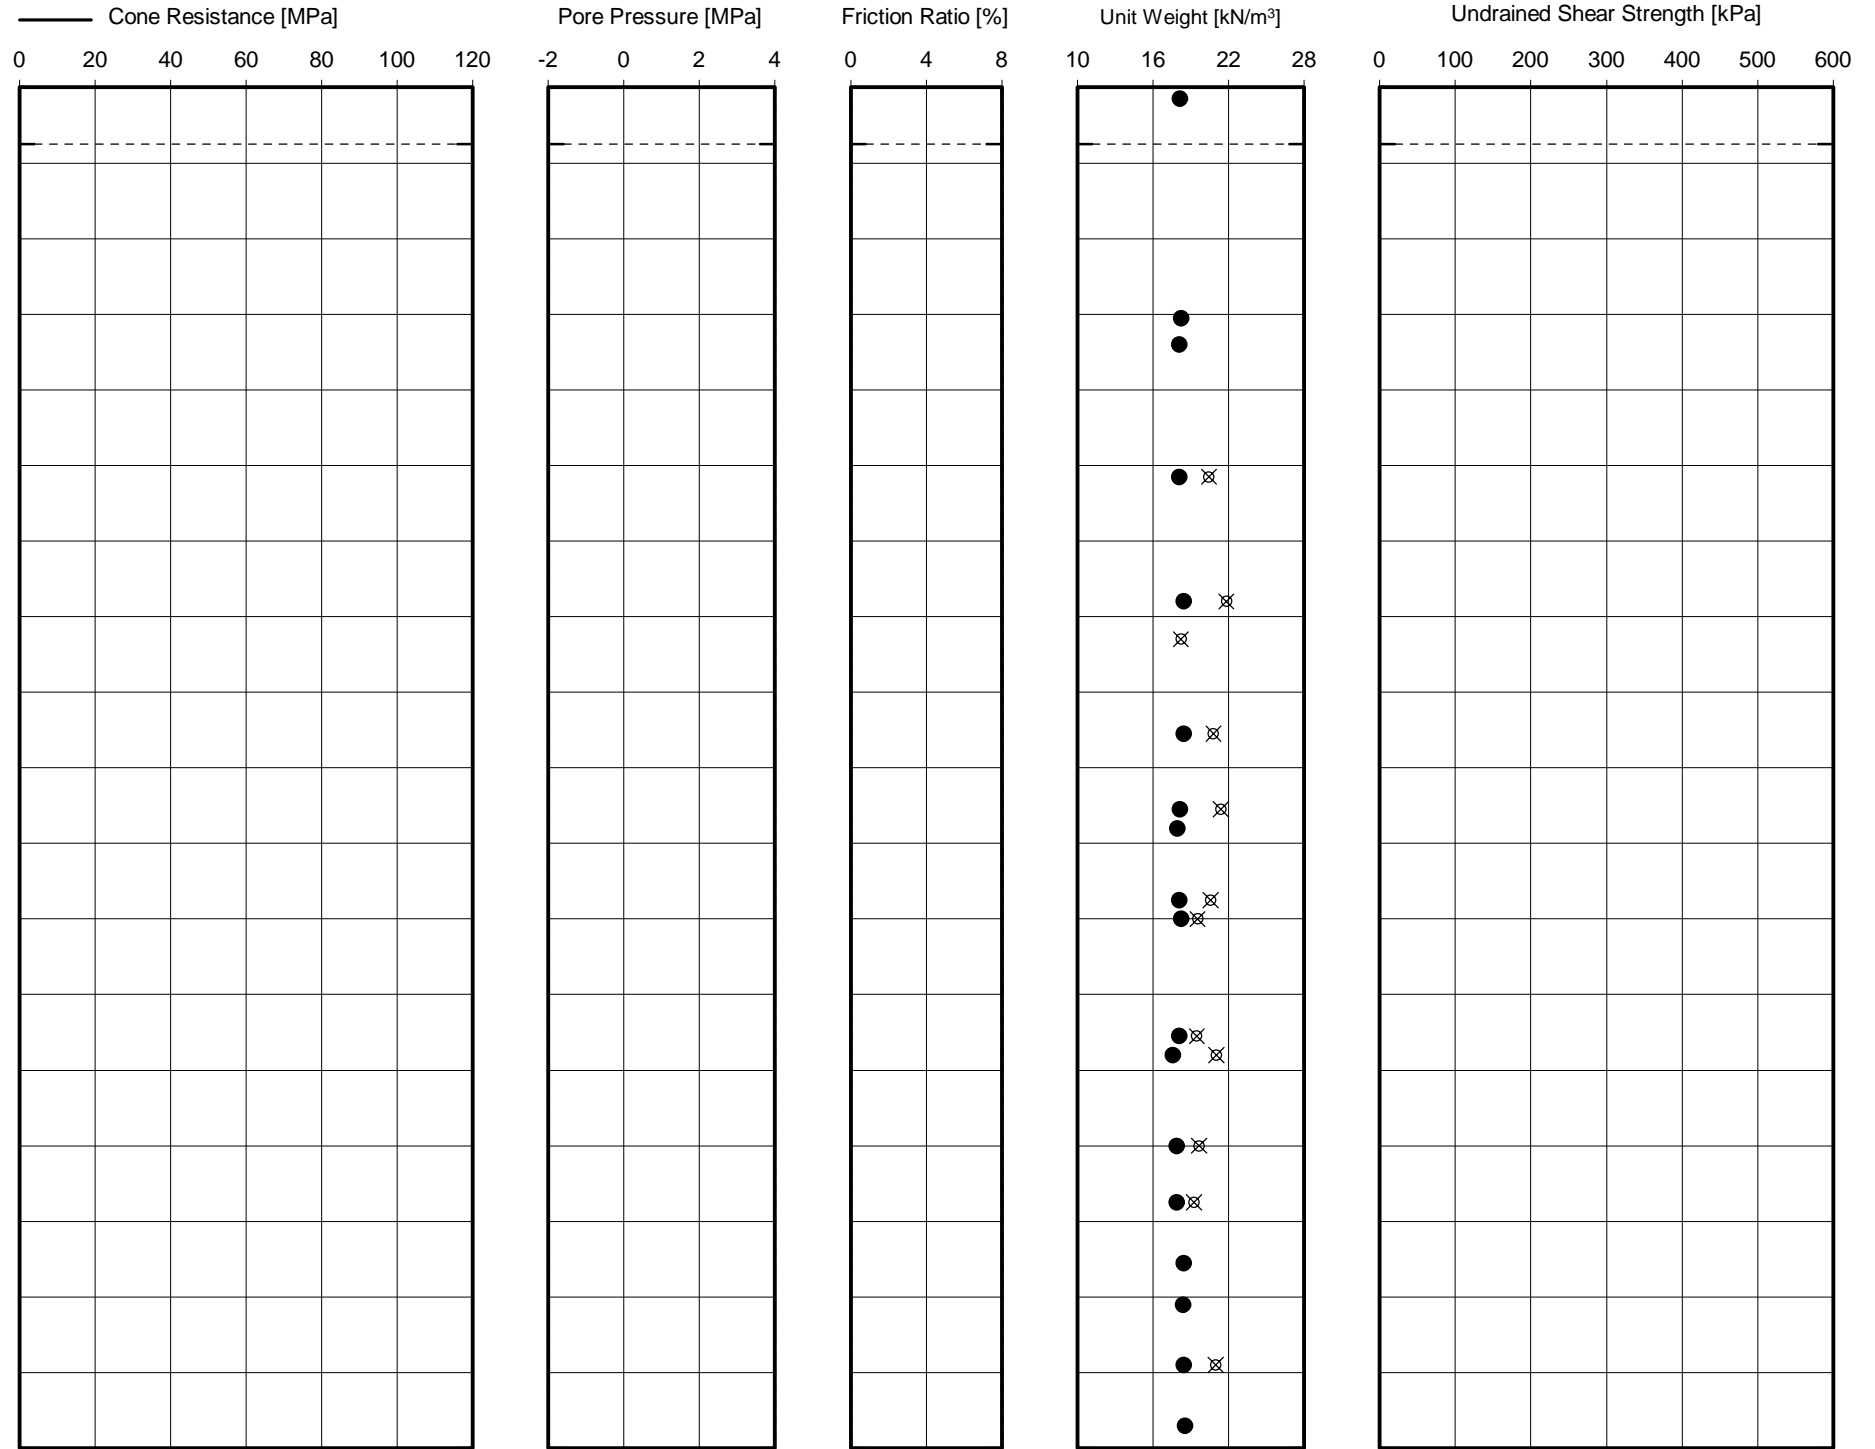 Cone Resistance [MPa]
0 20 40 60 80 100 120
Pore Pressure [MPa]
-2 0 2 4
Friction Ratio [%]
0 4 8
Unit Weight [kN/m³]
10 16 22 28
Undrained Shear Strength [kPa]
0 100 200 300 400 500 600